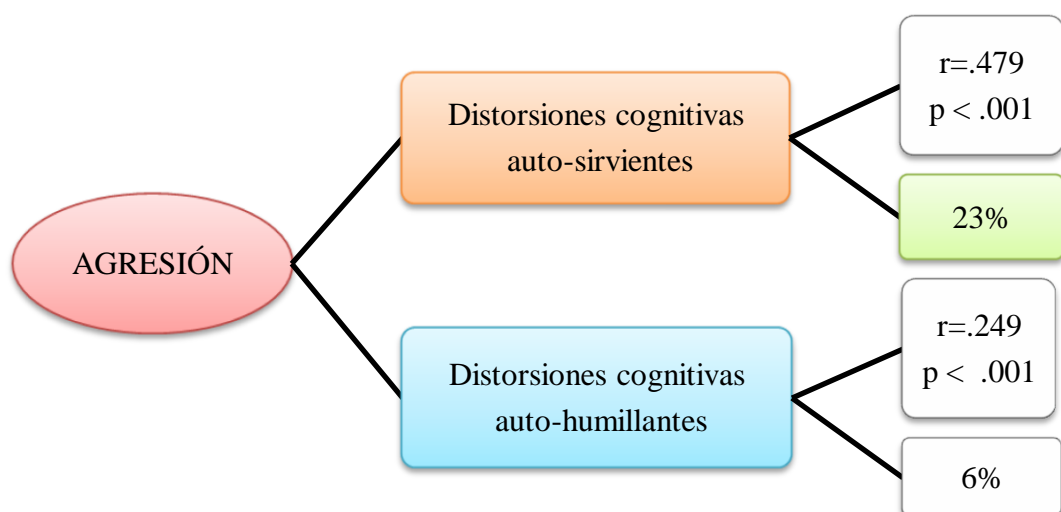 AGRESIÓN
Distorsiones cognitivas
auto-sirvientes
r=.479
p < .001
23%
Distorsiones cognitivas
auto-humillantes
r=.249
p < .001
6%